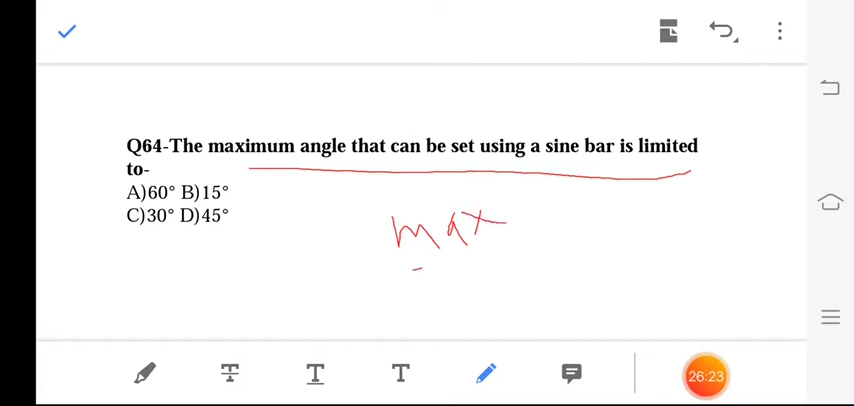 Q64-The maximum angle that can be set using a sine bar is limited
to-
A)60° B)15°
C)30° D)45°
max
T T T
26:23